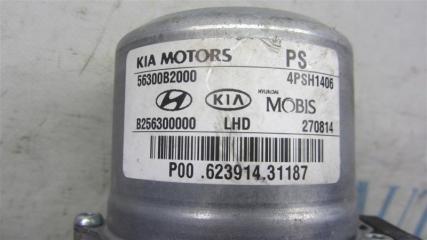 KIA MOTORS PS
56300B2000 4PSH1406
KIA HYUNDAI MOBIS
B256300000 LHD 270814
P00 .623914.31187